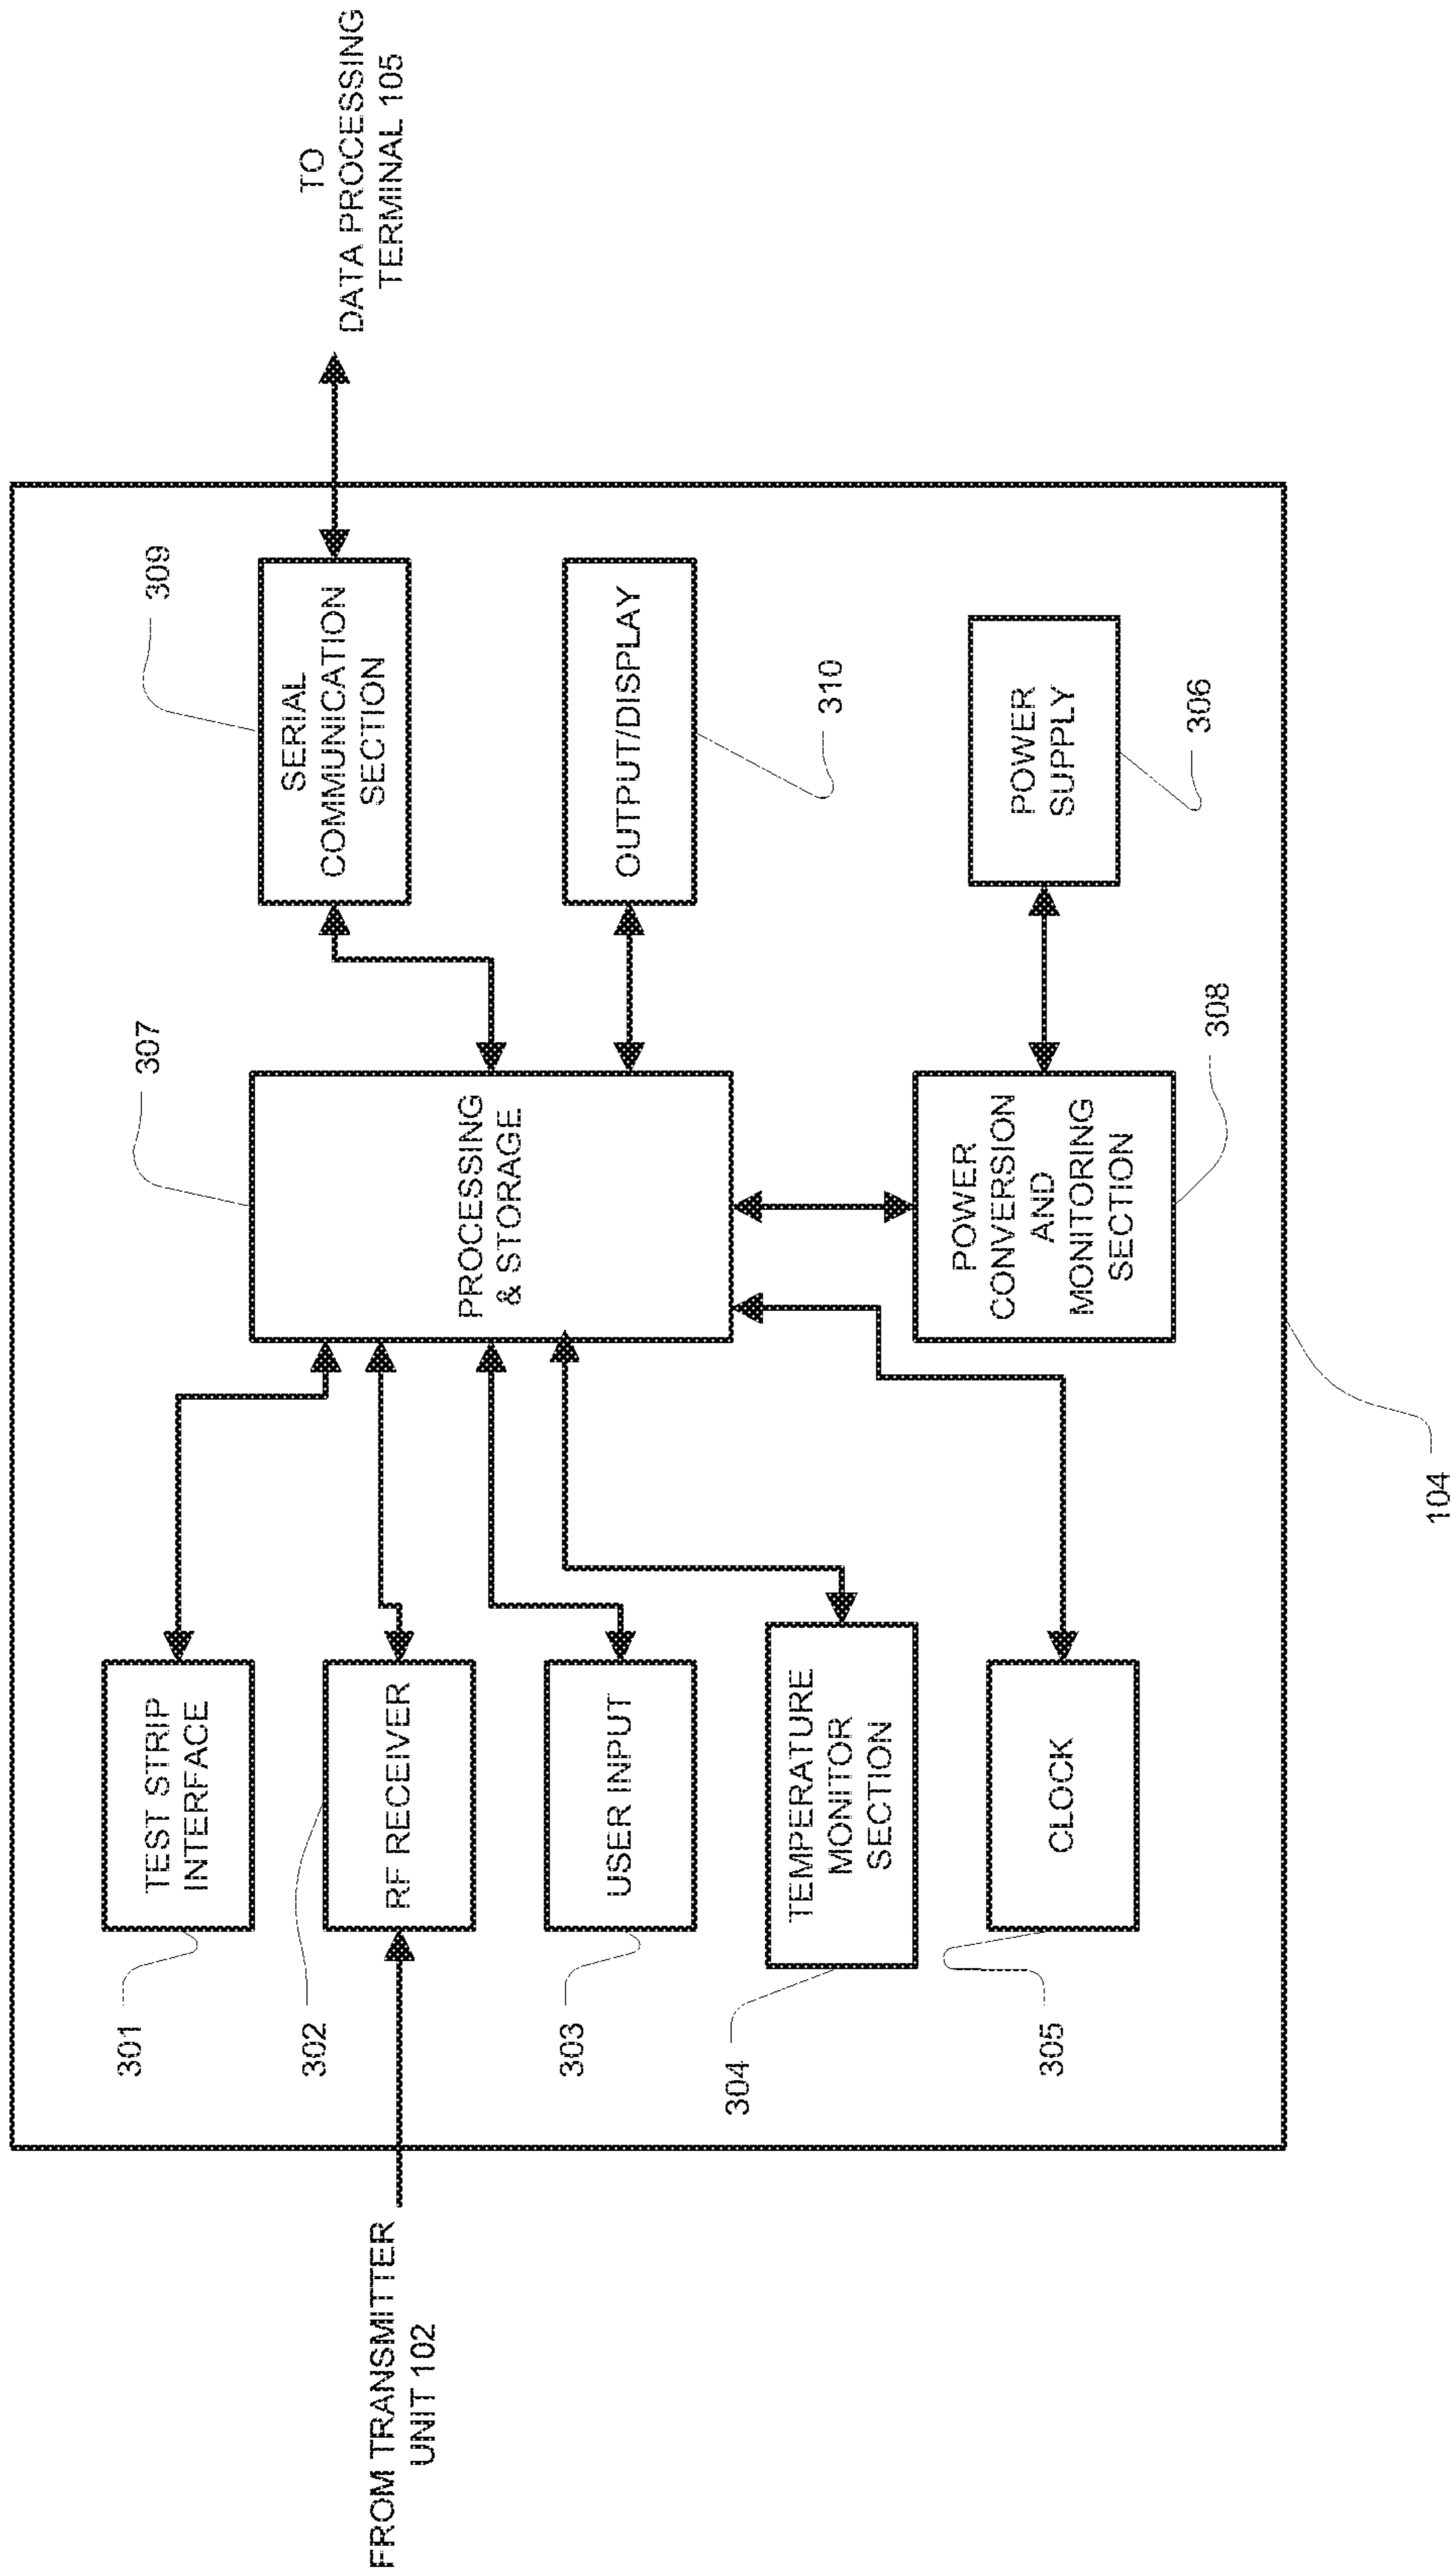 FROM TRANSMITTER
UNIT 102
301
TEST STRIP
INTERFACE
302
RF RECEIVER
303
USER INPUT
304
TEMPERATURE
MONITOR
SECTION
305
CLOCK
307
PROCESSING
& STORAGE
POWER
CONVERSION
AND
MONITORING
SECTION
308
309
SERIAL
COMMUNICATION
SECTION
OUTPUT/DISPLAY
310
POWER
SUPPLY
306
TO
DATA PROCESSING
TERMINAL 105
104